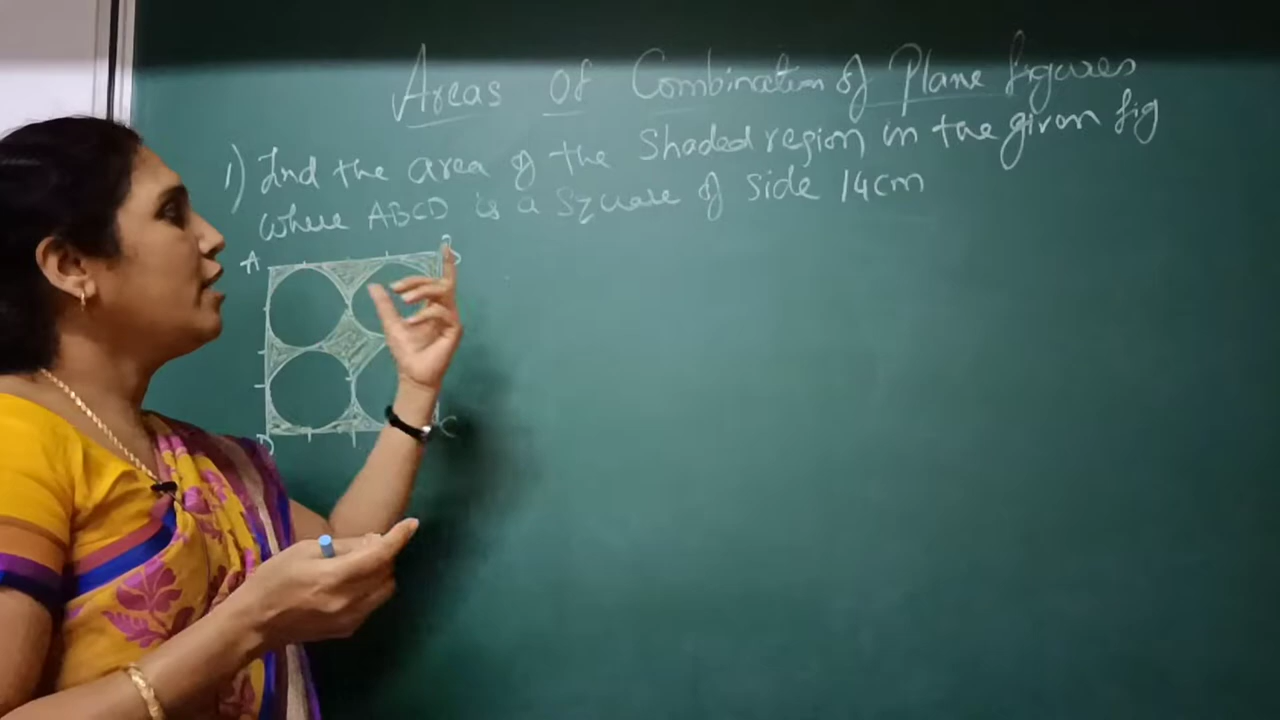 Areas Of Combination of Plane figures
1) Find the area of the Shaded region in the given fig
where ABCD is a Square of side 14cm
A B
D C